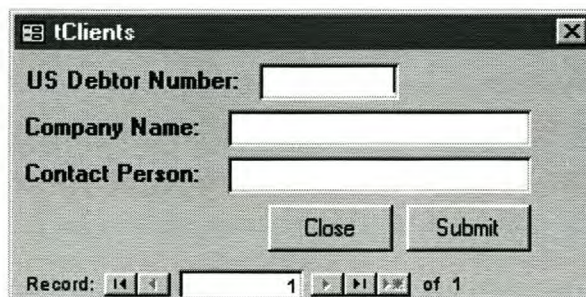 tClients
US Debtor Number:
Company Name:
Contact Person:
Close Submit
Record: 1 of 1